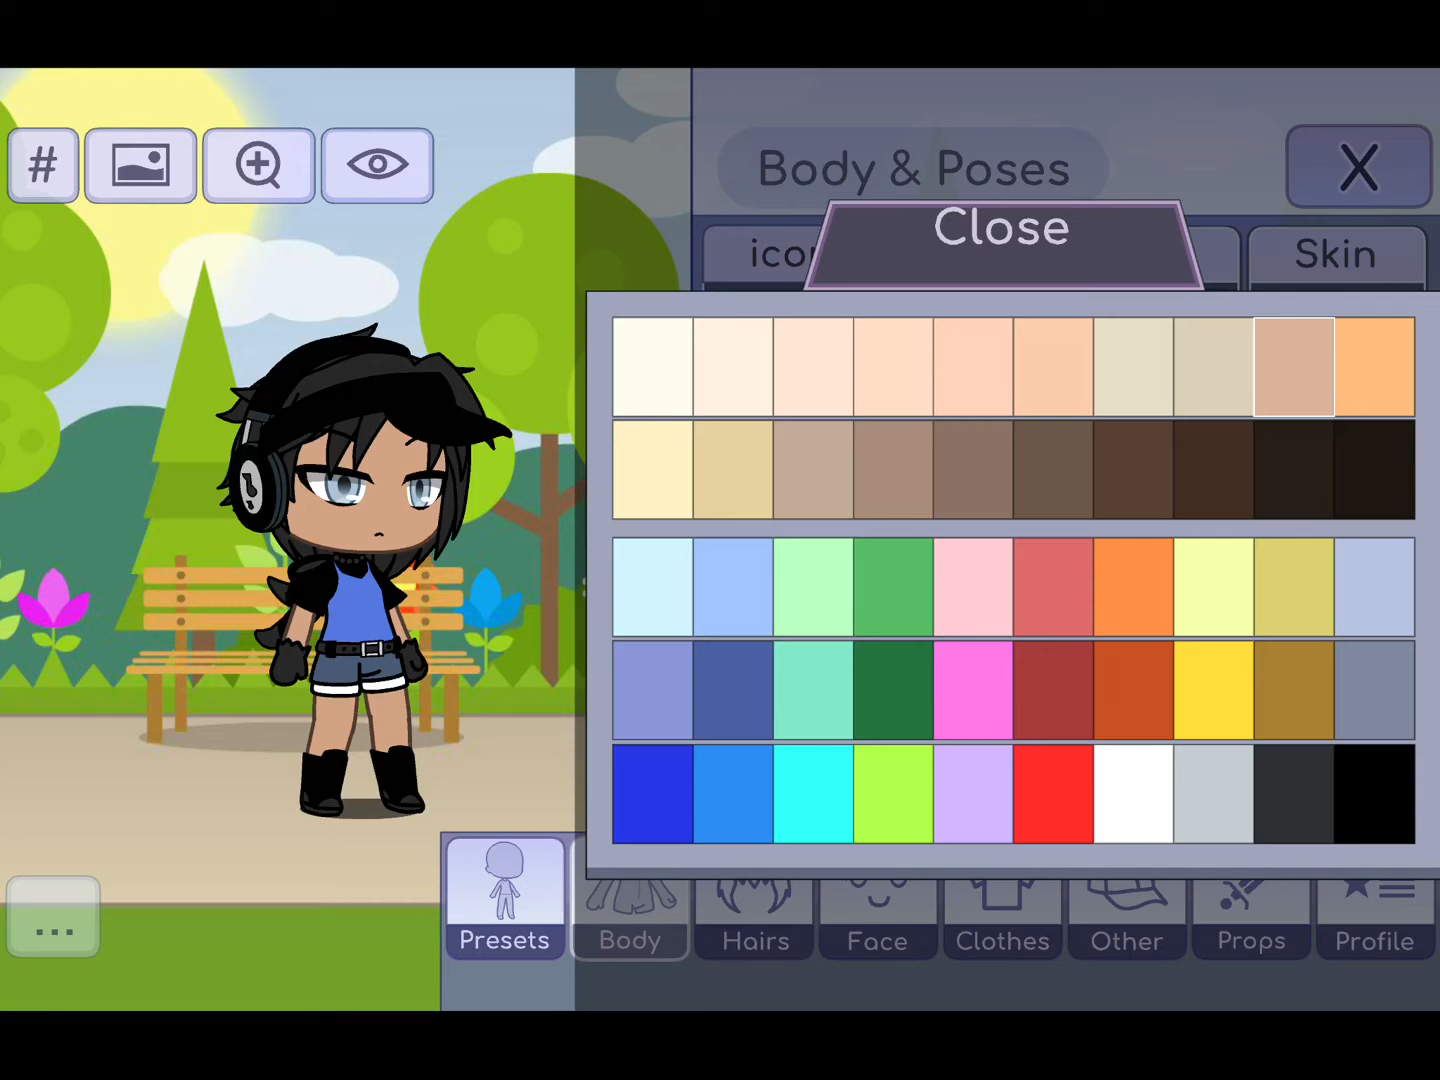 #
Body & Poses
X
Close
Skin
...
Presets
Body
Hairs
Face
Clothes
Other
Props
Profile